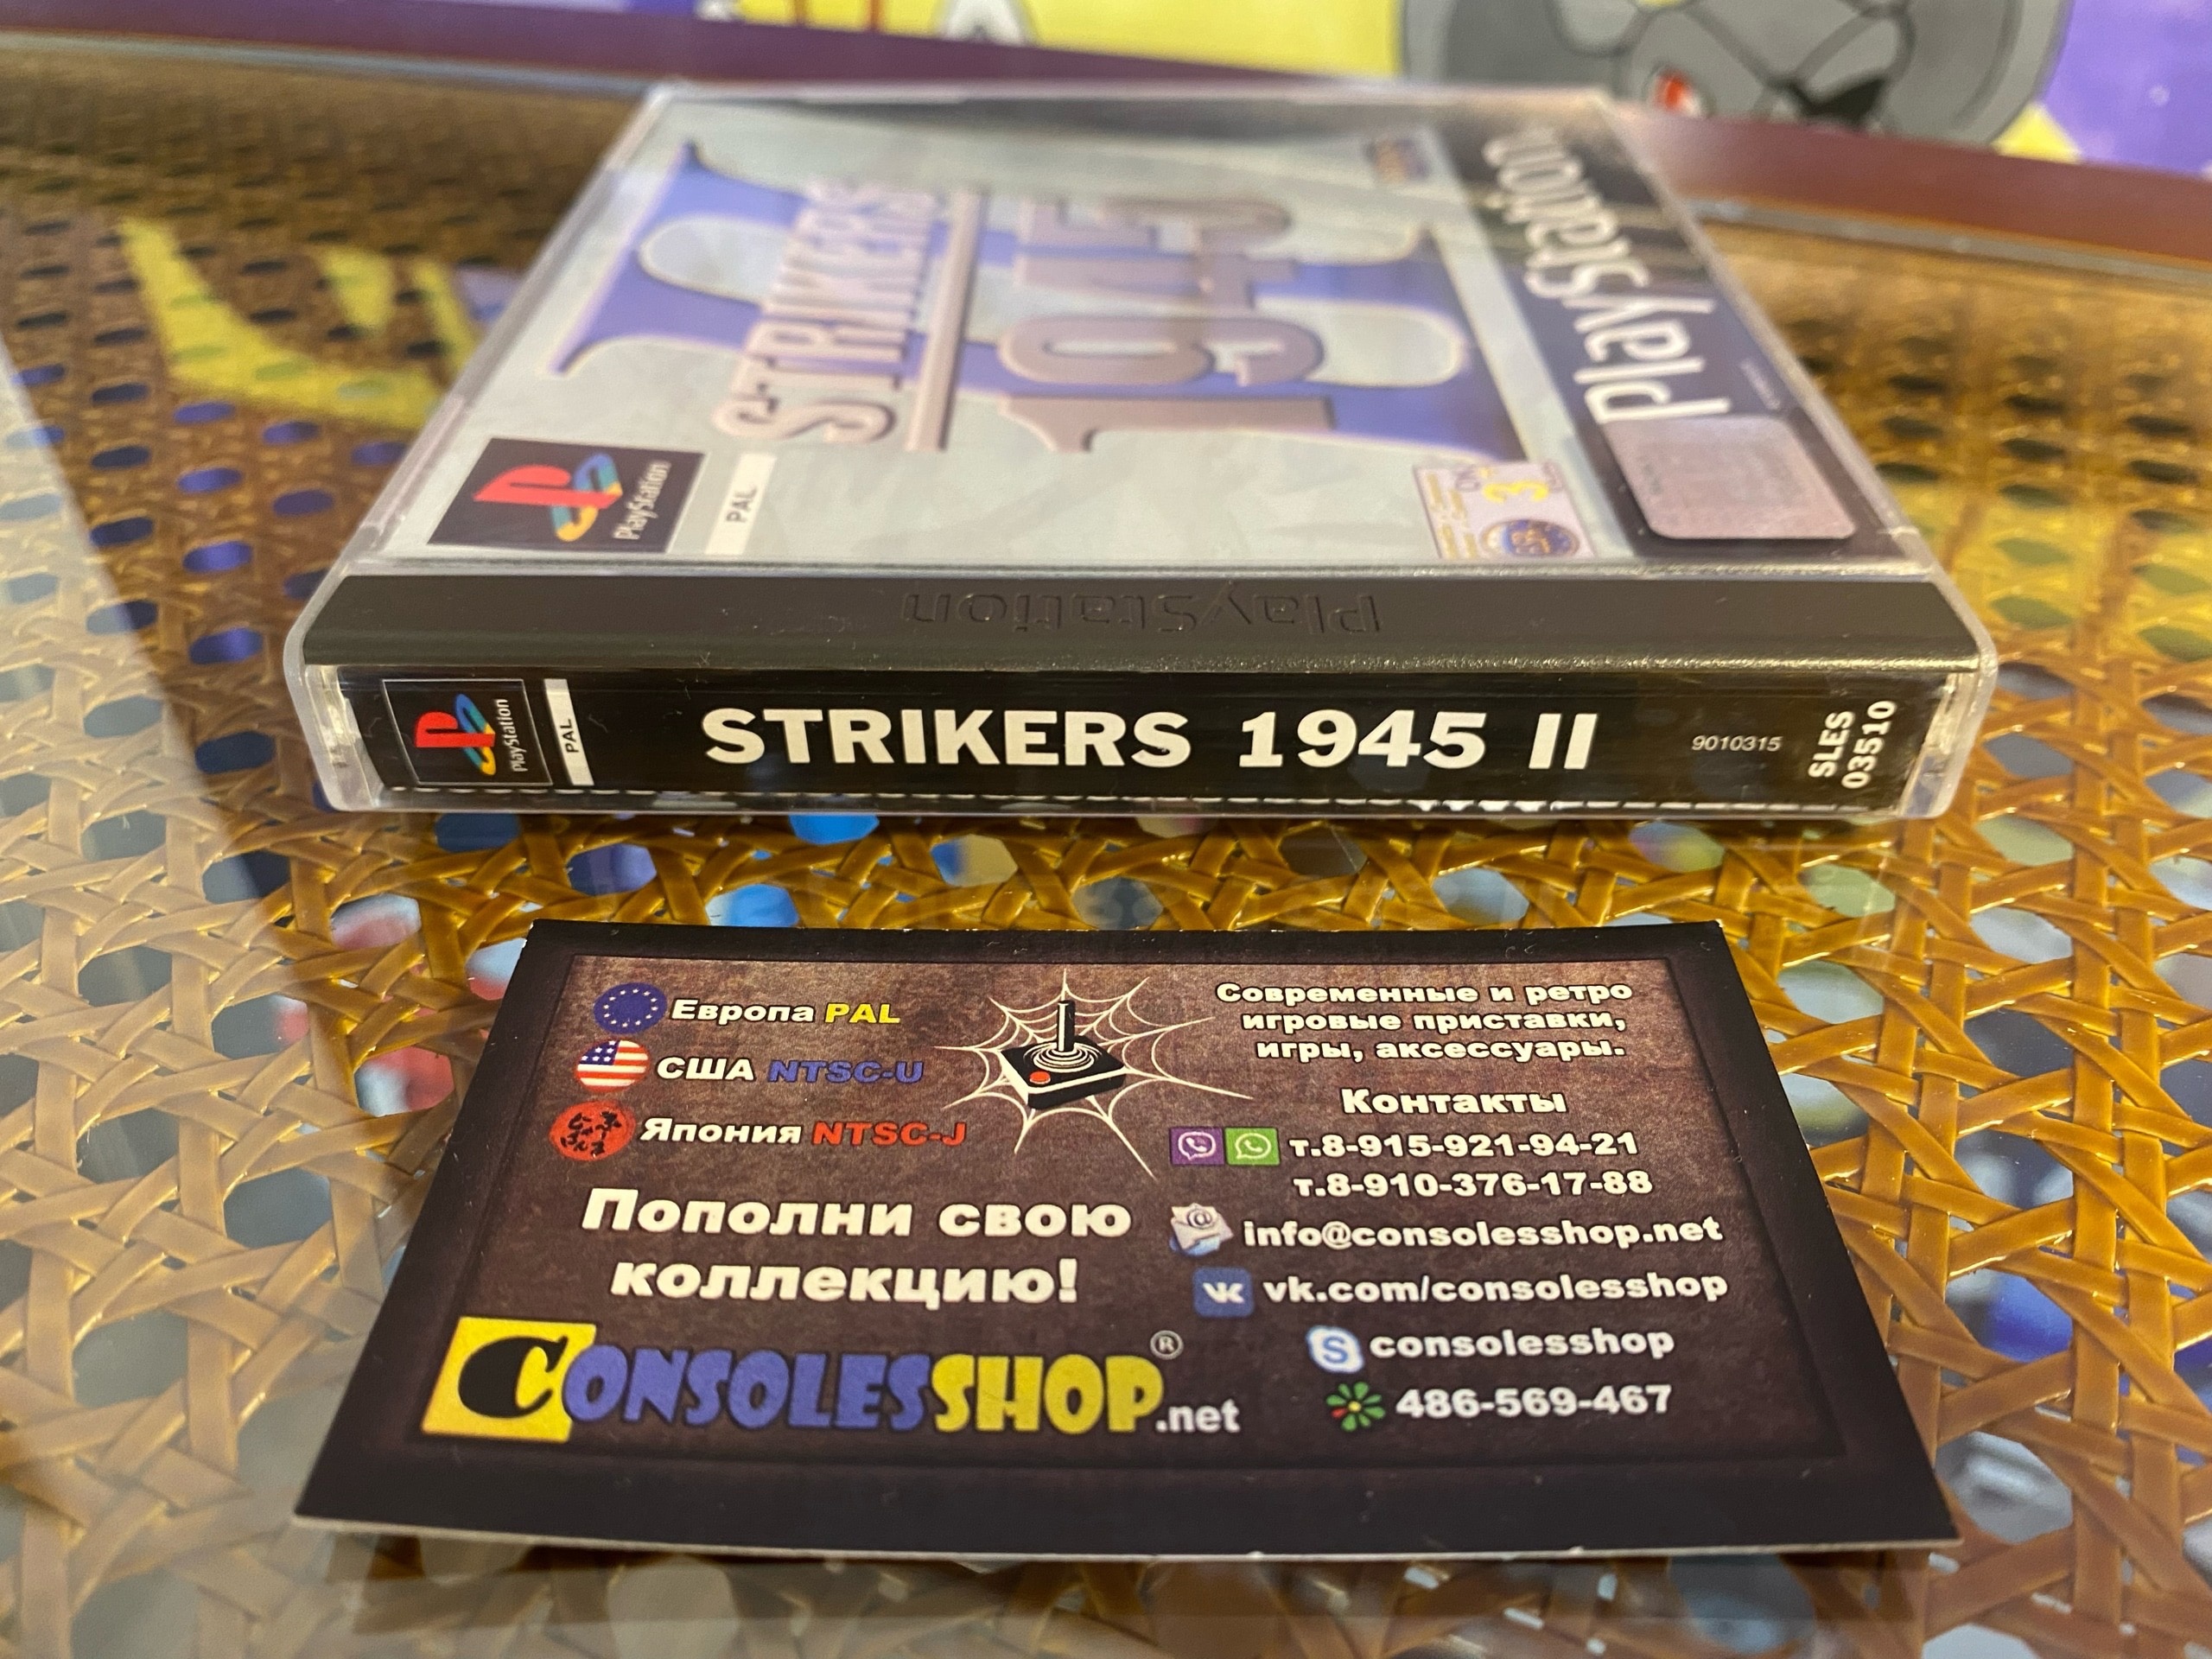 PlayStation
STRIKERS
1945
II
PlayStation
PAL
3+
PlayStation
PlayStation
PAL
STRIKERS 1945 II
9010315
SLES
03510
Европа PAL
США NTSC-U
Япония NTSC-J
Пополни свою
коллекцию!
CONSOLESSHOP®.net
Современные и ретро
игровые приставки,
игры, аксессуары.
Контакты
т.8-915-921-94-21
т.8-910-376-17-88
info@consolesshop.net
vk.com/consolesshop
consolesshop
486-569-467